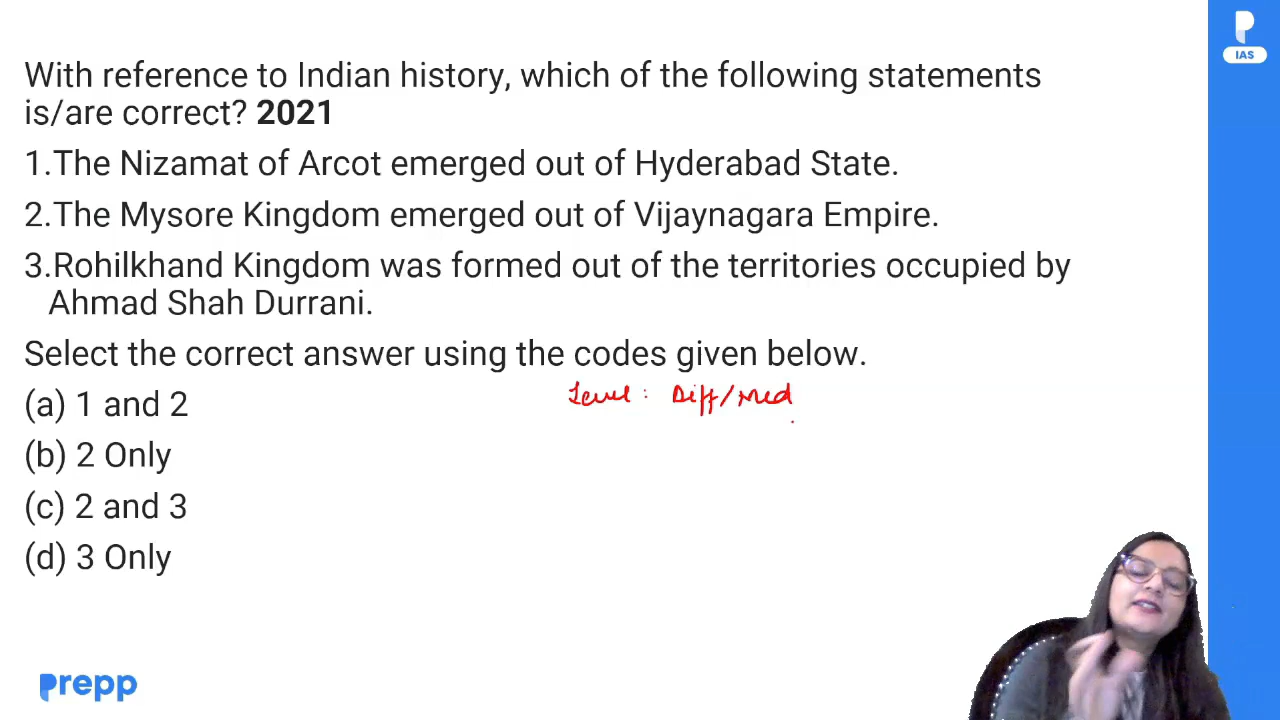 With reference to Indian history, which of the following statements
is/are correct? 2021
1.The Nizamat of Arcot emerged out of Hyderabad State.
2.The Mysore Kingdom emerged out of Vijaynagara Empire.
3.Rohilkhand Kingdom was formed out of the territories occupied by
Ahmad Shah Durrani.
Select the correct answer using the codes given below.
(a) 1 and 2
Level : Diff/Med
(b) 2 Only
(c) 2 and 3
(d) 3 Only
prepp
IAS